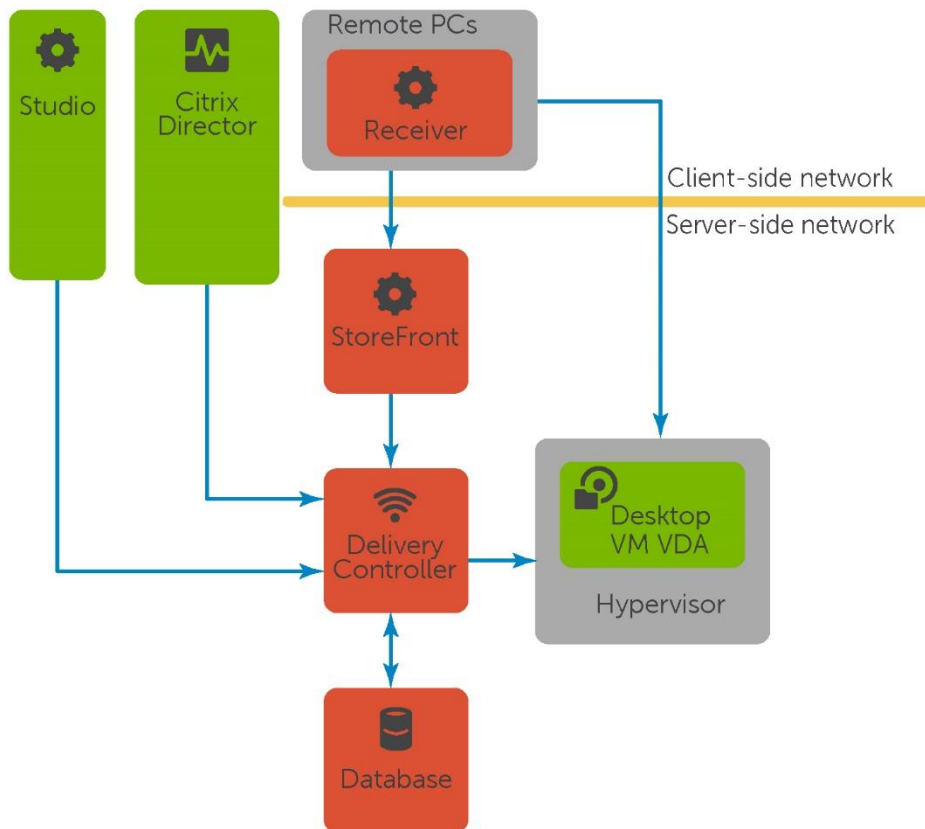 Studio
Citrix
Director
Remote PCs
Receiver
Client-side network
Server-side network
StoreFront
Delivery
Controller
Desktop
VM VDA
Hypervisor
Database